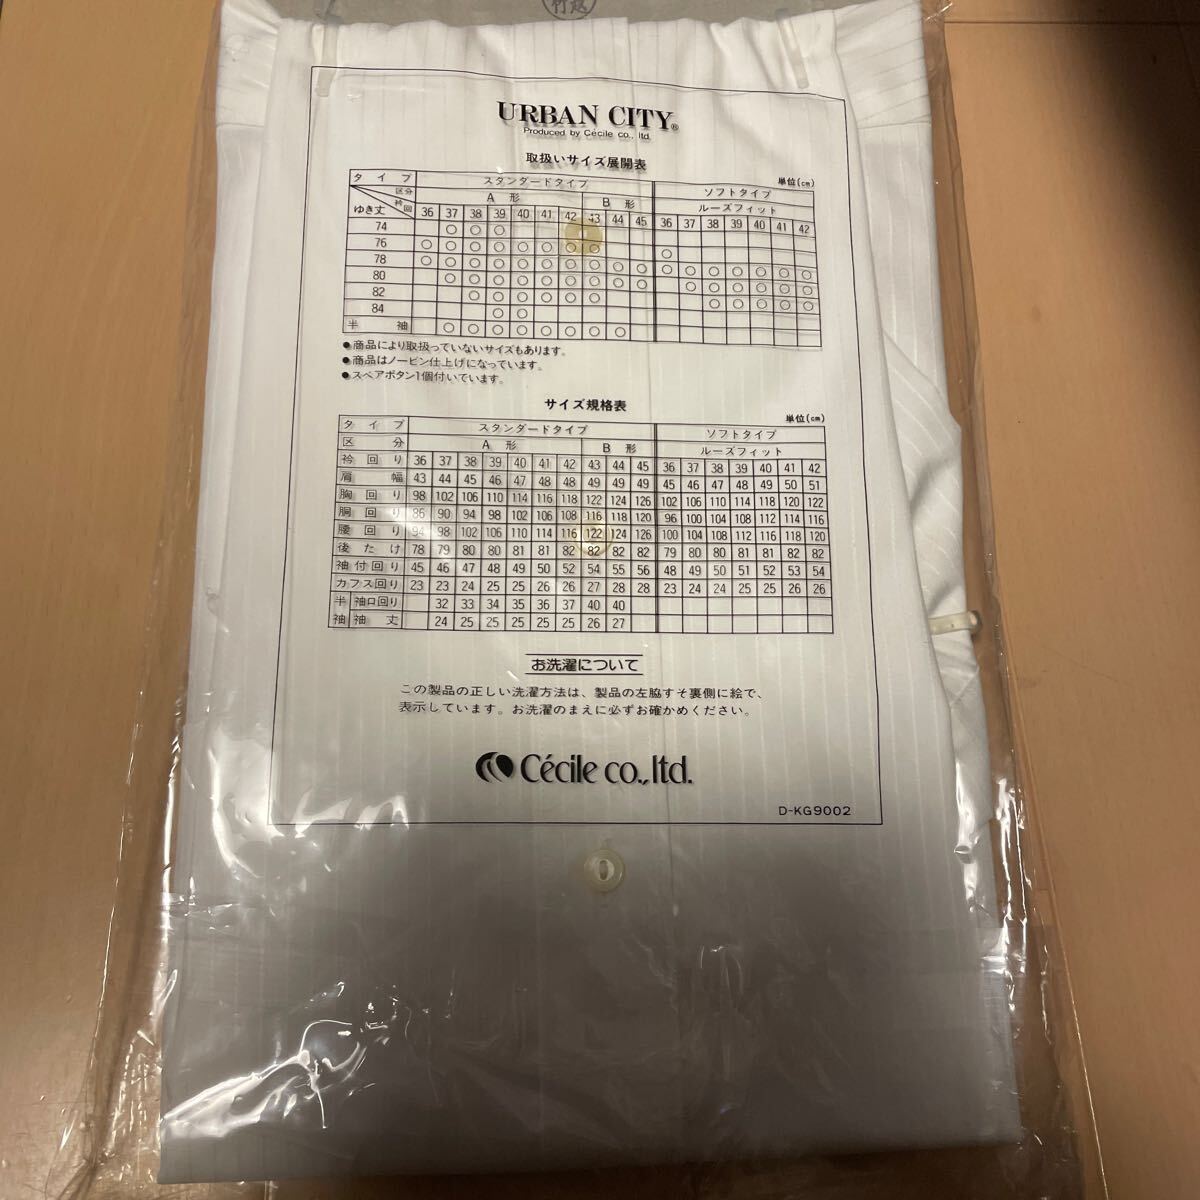 竹越
URBAN CITY®
Produced by Cécile co., ltd.
取扱いサイズ展開表
単位(cm)
タイプ スタンダードタイプ ソフトタイプ
区分 A形 B形 ルーズフィット
ゆき丈 衿回 36 37 38 39 40 41 42 43 44 45 36 37 38 39 40 41 42
74 ○ ○ ○
76 ○ ○ ○ ○ ○ ○ ○ ○ ○
78 ○ ○ ○ ○ ○ ○ ○ ○ ○ ○ ○ ○ ○ ○ ○ ○ ○
80 ○ ○ ○ ○ ○ ○ ○ ○ ○ ○ ○ ○ ○ ○ ○
82 ○ ○ ○ ○ ○ ○ ○ ○ ○ ○ ○
84 ○ ○
半袖 ○ ○ ○ ○ ○ ○ ○ ○
●商品により取扱っていないサイズもあります。
●商品はノーピン仕上げになっています。
●スペアボタン1個付いています。
サイズ規格表
単位(cm)
タイプ スタンダードタイプ ソフトタイプ
区分 A形 B形 ルーズフィット
衿回り 36 37 38 39 40 41 42 43 44 45 36 37 38 39 40 41 42
肩幅 43 44 45 46 47 48 48 49 49 49 45 46 47 48 49 50 51
胸回り 98 102 106 110 114 116 118 122 124 126 102 106 110 114 118 120 122
胴回り 86 90 94 98 102 106 108 116 118 120 96 100 104 108 112 114 116
腰回り 94 98 102 106 110 114 116 122 124 126 100 104 108 112 116 118 120
後たけ 78 79 80 80 81 81 82 82 82 82 79 80 80 81 81 82 82
袖付回り 45 46 47 48 49 50 52 54 55 56 48 49 50 51 52 53 54
カフス回り 23 23 24 25 25 26 26 27 28 28 23 24 24 25 25 26 26
半袖 袖口回り 32 33 34 35 36 37 40 40
袖丈 24 25 25 25 25 25 26 27
お洗濯について
この製品の正しい洗濯方法は、製品の左脇すそ裏側に絵で、
表示しています。お洗濯のまえに必ずお確かめください。
Cécile co., ltd.
D-KG9002